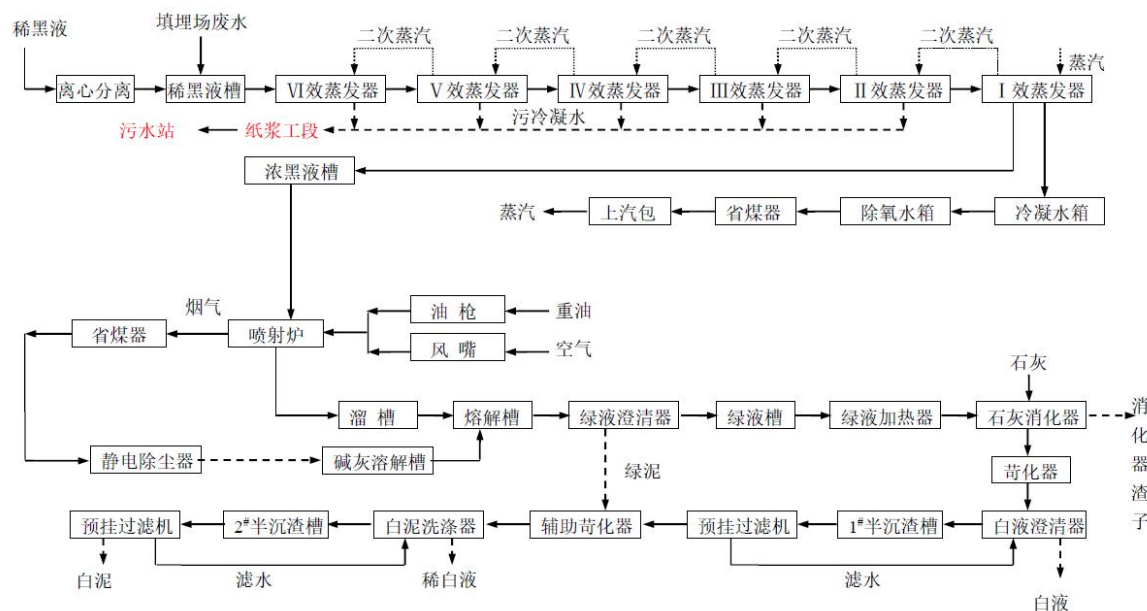 稀黑液
填埋场废水
二次蒸汽 二次蒸汽 二次蒸汽 二次蒸汽 二次蒸汽
蒸汽
离心分离 稀黑液槽 Ⅵ效蒸发器 Ⅴ效蒸发器 Ⅳ效蒸发器 Ⅲ效蒸发器 Ⅱ效蒸发器 Ⅰ效蒸发器
污水站 纸浆工段 污冷凝水
浓黑液槽
蒸汽 上汽包 省煤器 除氧水箱 冷凝水箱
烟气
油 枪 重油
省煤器 喷射炉
风 嘴 空气
石灰
溜 槽 熔解槽 绿液澄清器 绿液槽 绿液加热器 石灰消化器
消化器渣子
静电除尘器 碱灰溶解槽 绿泥 苛化器
预挂过滤机 2#半沉渣槽 白泥洗涤器 辅助苛化器 预挂过滤机 1#半沉渣槽 白液澄清器
白泥 滤水 稀白液 滤水 白液